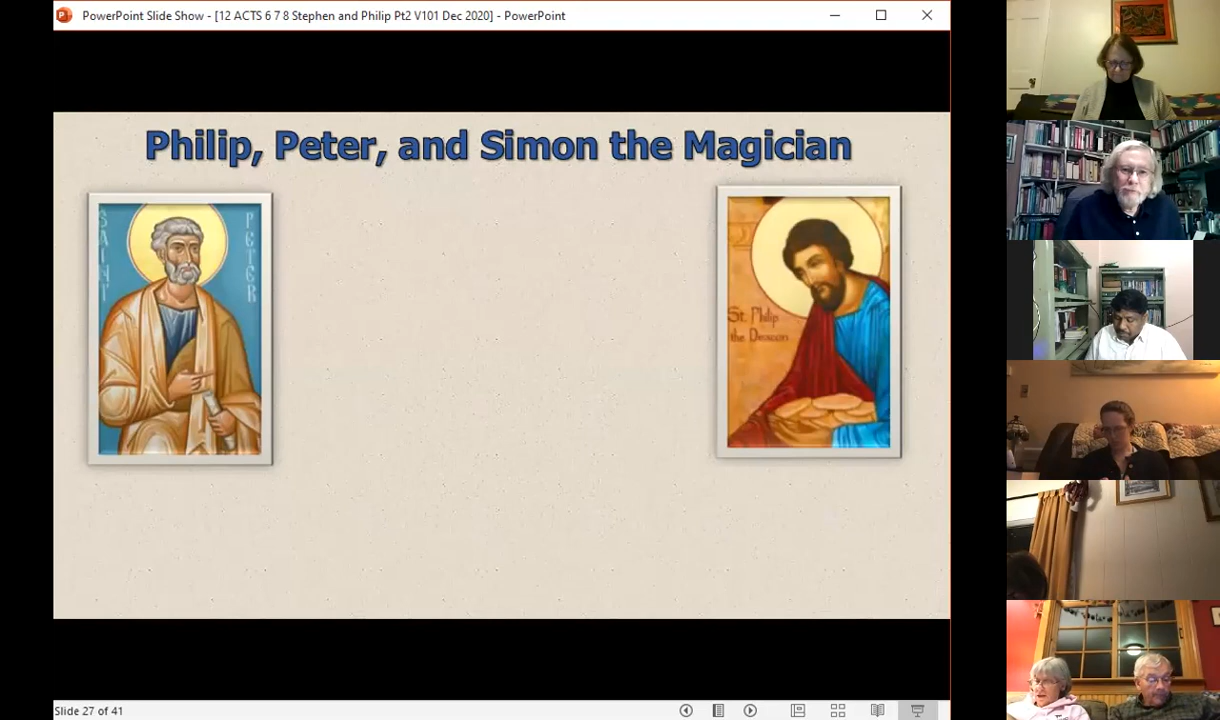 PowerPoint Slide Show - [12 ACTS 6 7 8 Stephen and Philip Pt2 V101 Dec 2020] - PowerPoint
Philip, Peter, and Simon the Magician
SAINT
PETER
St. Philip
the Deacon
Slide 27 of 41